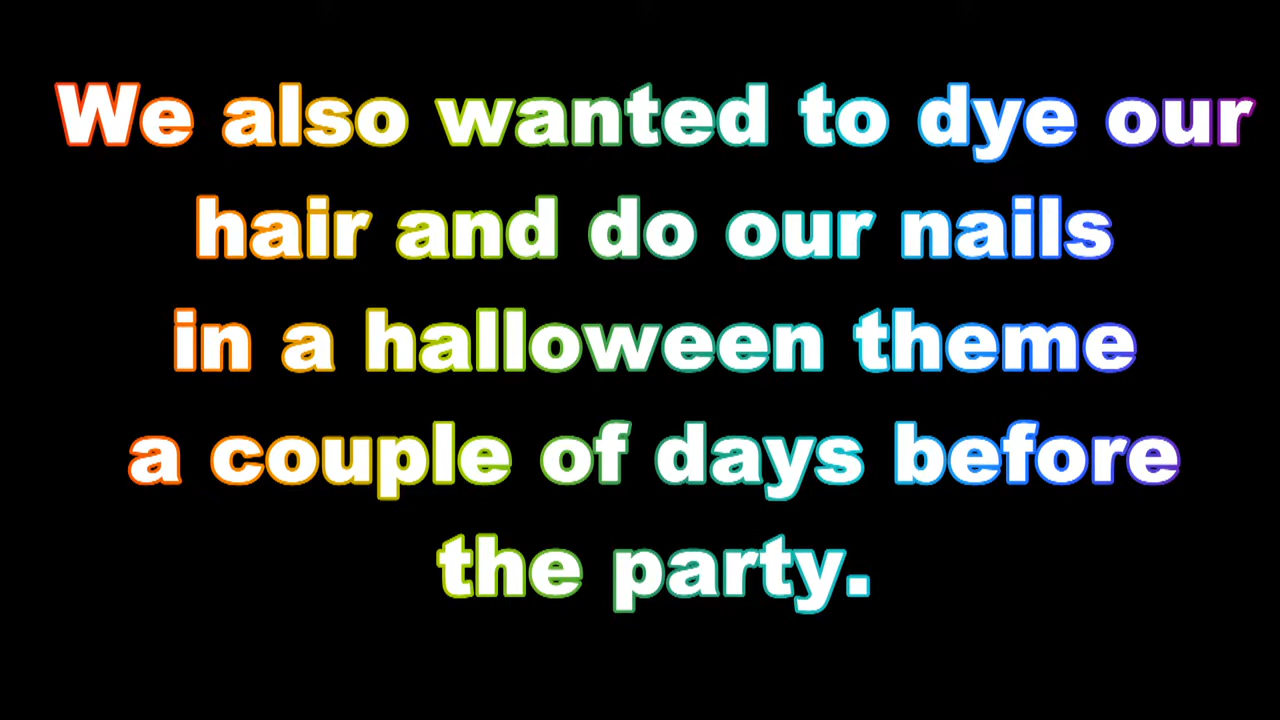 We also wanted to dye our
hair and do our nails
in a halloween theme
a couple of days before
the party.